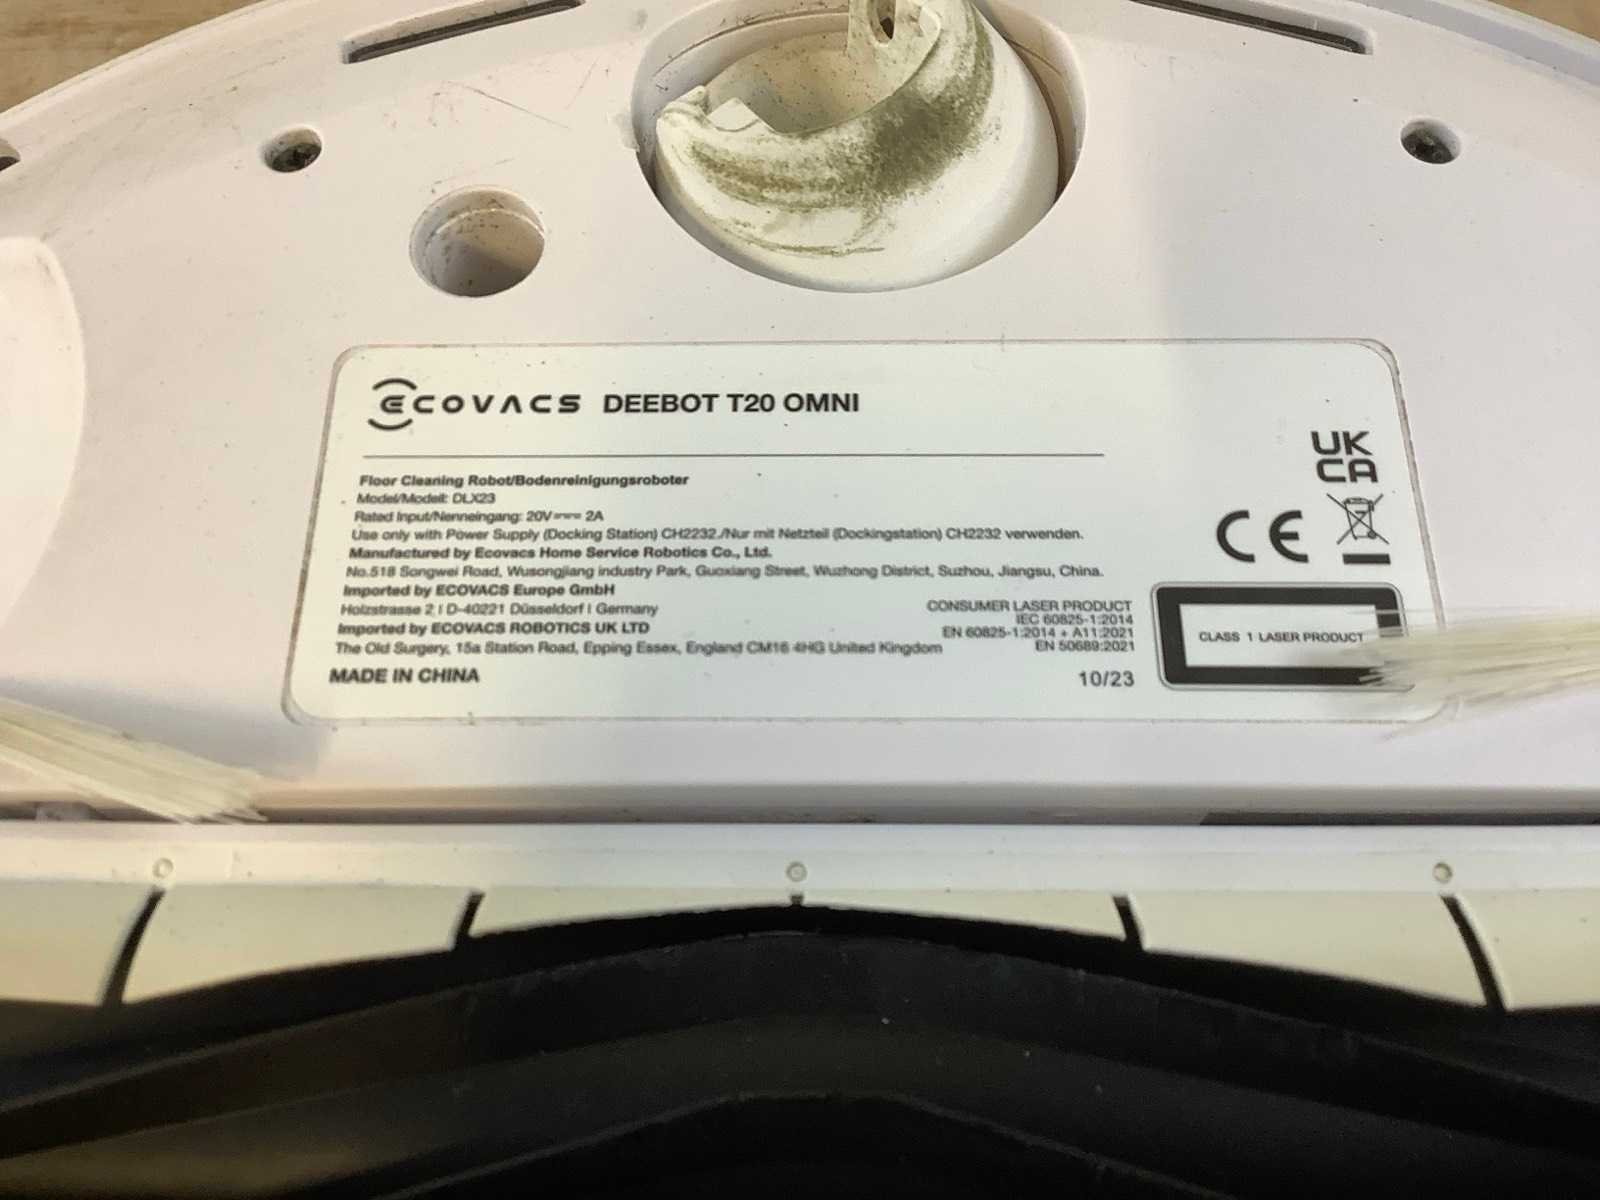 ECOVACS DEEBOT T20 OMNI
Floor Cleaning Robot/Bodenreinigungsroboter
Model/Modell: DLX23
Rated Input/Nenneingang: 20V⎓ 2A
Use only with Power Supply (Docking Station) CH2232./Nur mit Netzteil (Dockingstation) CH2232 verwenden.
Manufactured by Ecovacs Home Service Robotics Co., Ltd.
No.518 Songwei Road, Wusongjiang industry Park, Guoxiang Street, Wuzhong District, Suzhou, Jiangsu, China.
Imported by ECOVACS Europe GmbH
Holzstrasse 2 I D-40221 Düsseldorf I Germany
Imported by ECOVACS ROBOTICS UK LTD
The Old Surgery, 15a Station Road, Epping Essex, England CM16 4HG United Kingdom
MADE IN CHINA
CONSUMER LASER PRODUCT
IEC 60825-1:2014
EN 60825-1:2014 + A11:2021
EN 50689:2021
10/23
UK
CA
CE
CLASS 1 LASER PRODUCT